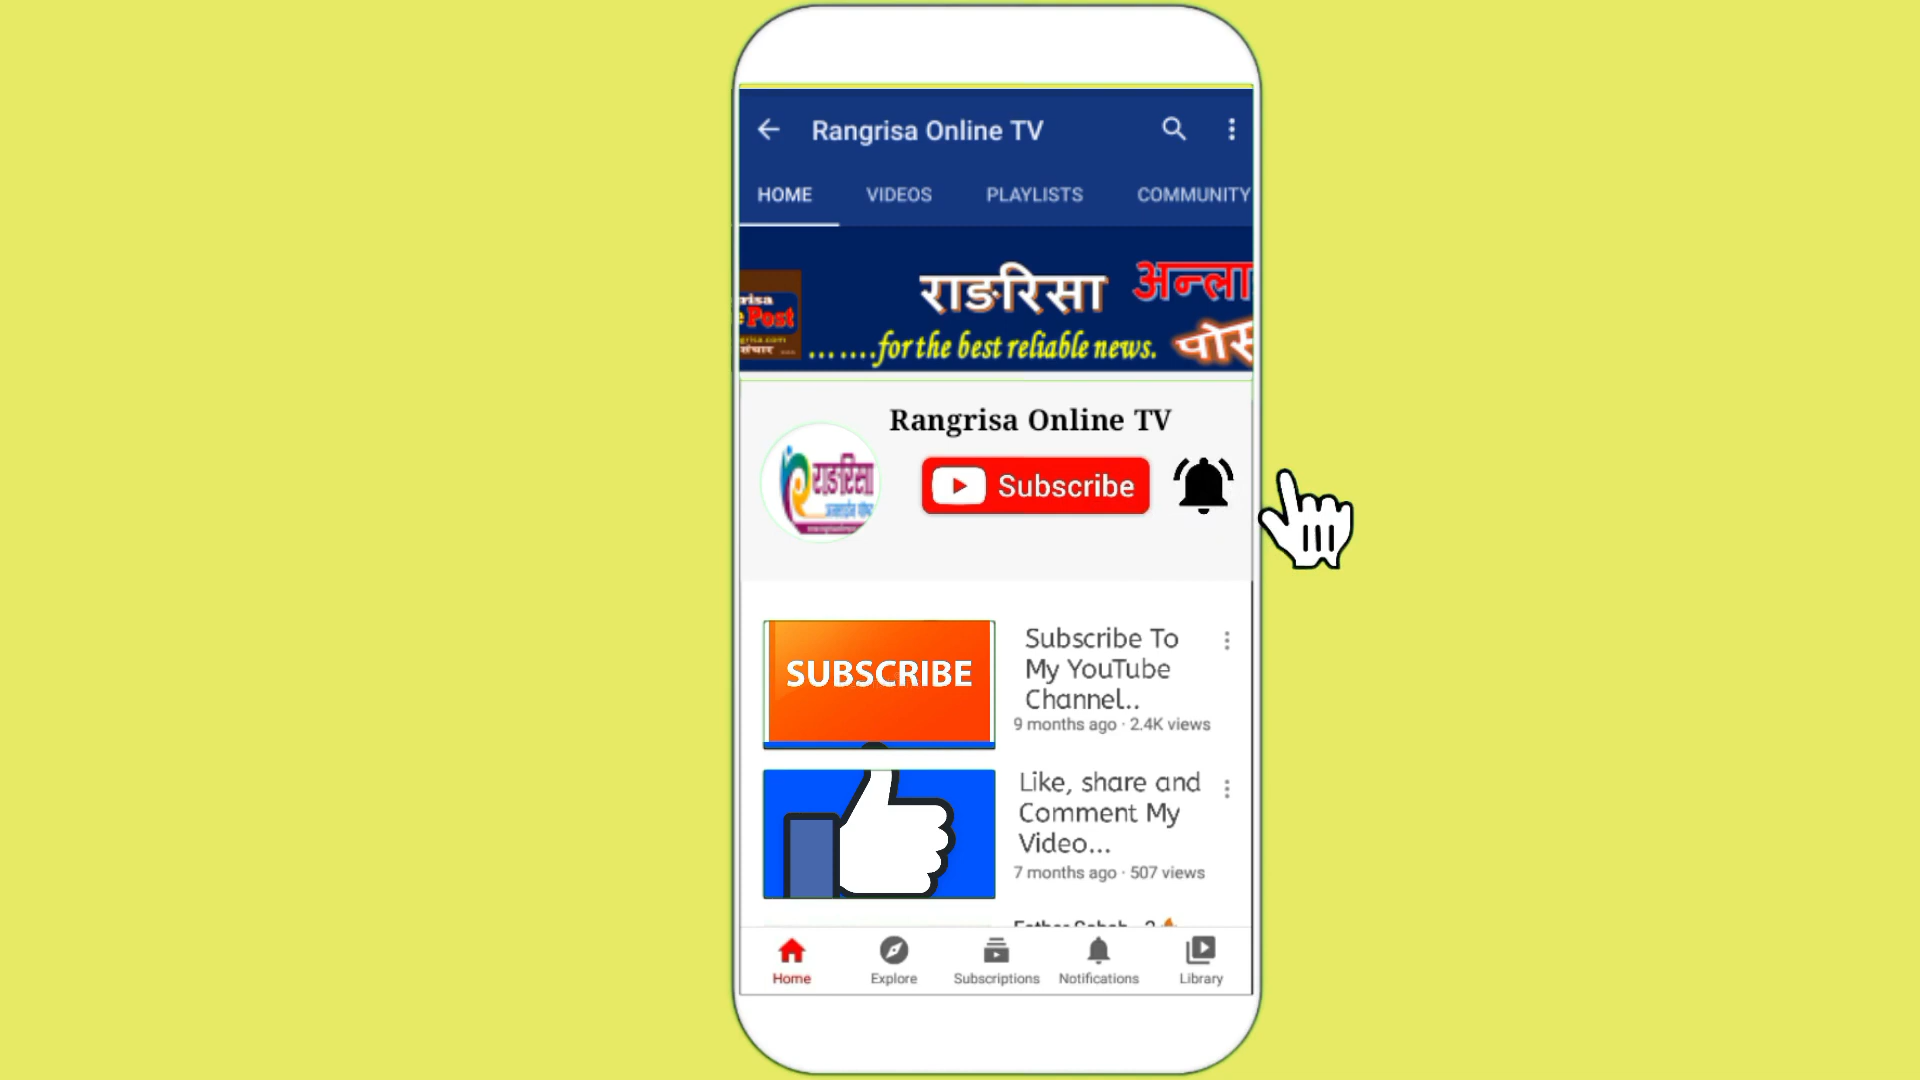 Rangrisa Online TV
HOME VIDEOS PLAYLISTS COMMUNITY
राङरिसा
Post
संचार
.......for the best reliable news.
Rangrisa Online TV
राङरिसा
Subscribe
SUBSCRIBE
Subscribe To
My YouTube
Channel..
9 months ago · 2.4K views
Like, share and
Comment My
Video...
7 months ago · 507 views
Home Explore Subscriptions Notifications Library